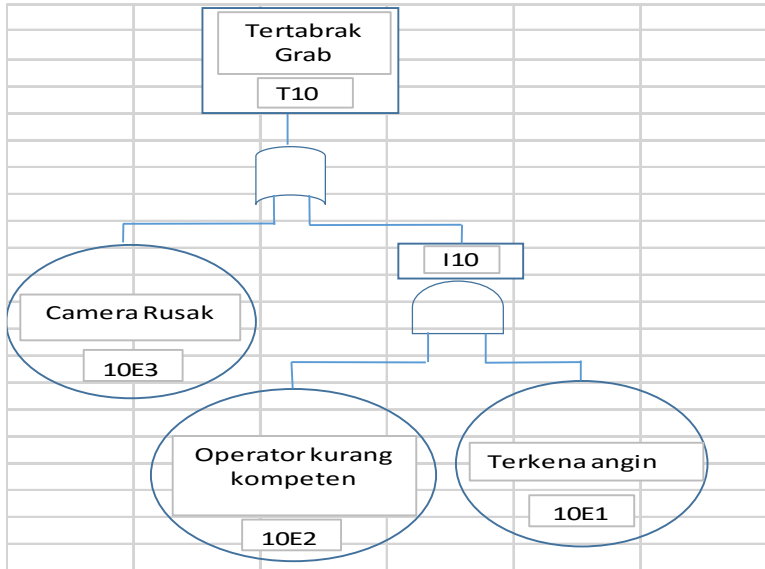 Tertabrak
Grab
T10
I10
Camera Rusak
10E3
Operator kurang
kompeten
10E2
Terkena angin
10E1